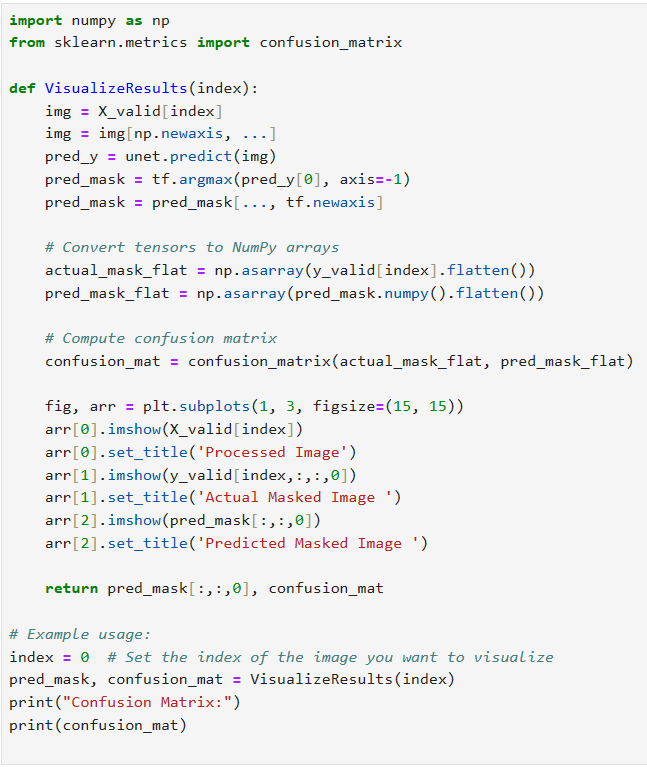 import numpy as np
from sklearn.metrics import confusion_matrix

def VisualizeResults(index):
    img = X_valid[index]
    img = img[np.newaxis, ...]
    pred_y = unet.predict(img)
    pred_mask = tf.argmax(pred_y[0], axis=-1)
    pred_mask = pred_mask[..., tf.newaxis]

    # Convert tensors to NumPy arrays
    actual_mask_flat = np.asarray(y_valid[index].flatten())
    pred_mask_flat = np.asarray(pred_mask.numpy().flatten())

    # Compute confusion matrix
    confusion_mat = confusion_matrix(actual_mask_flat, pred_mask_flat)

    fig, arr = plt.subplots(1, 3, figsize=(15, 15))
    arr[0].imshow(X_valid[index])
    arr[0].set_title('Processed Image')
    arr[1].imshow(y_valid[index,:,:,0])
    arr[1].set_title('Actual Masked Image ')
    arr[2].imshow(pred_mask[:,:,0])
    arr[2].set_title('Predicted Masked Image ')

    return pred_mask[:,:,0], confusion_mat

# Example usage:
index = 0  # Set the index of the image you want to visualize
pred_mask, confusion_mat = VisualizeResults(index)
print("Confusion Matrix:")
print(confusion_mat)